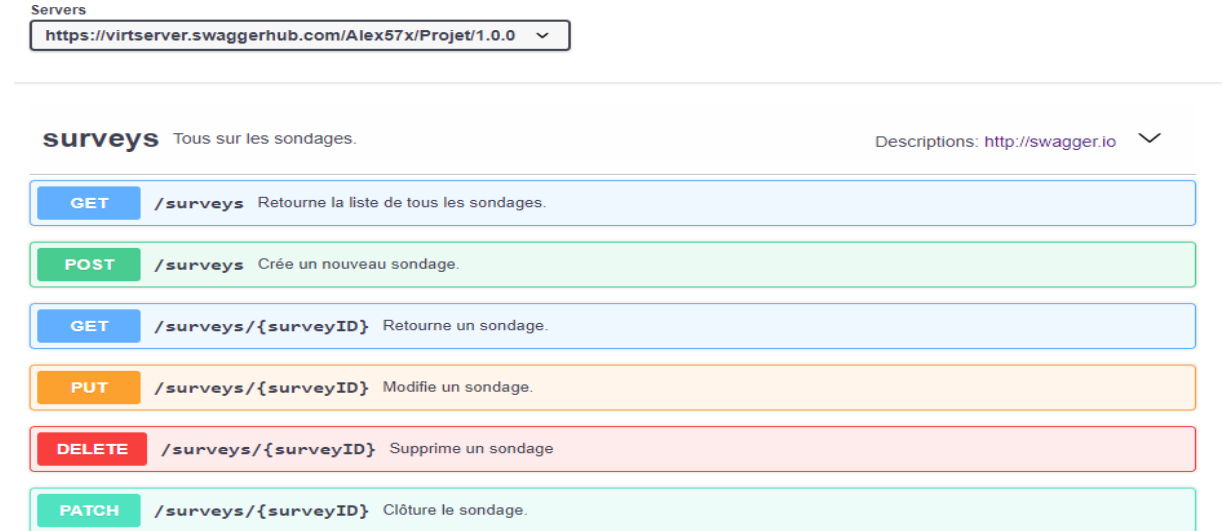 Servers
https://virtserver.swaggerhub.com/Alex57x/Projet/1.0.0
surveys Tous sur les sondages. Descriptions: http://swagger.io
GET /surveys Retourne la liste de tous les sondages.
POST /surveys Crée un nouveau sondage.
GET /surveys/{surveyID} Retourne un sondage.
PUT /surveys/{surveyID} Modifie un sondage.
DELETE /surveys/{surveyID} Supprime un sondage
PATCH /surveys/{surveyID} Clôture le sondage.